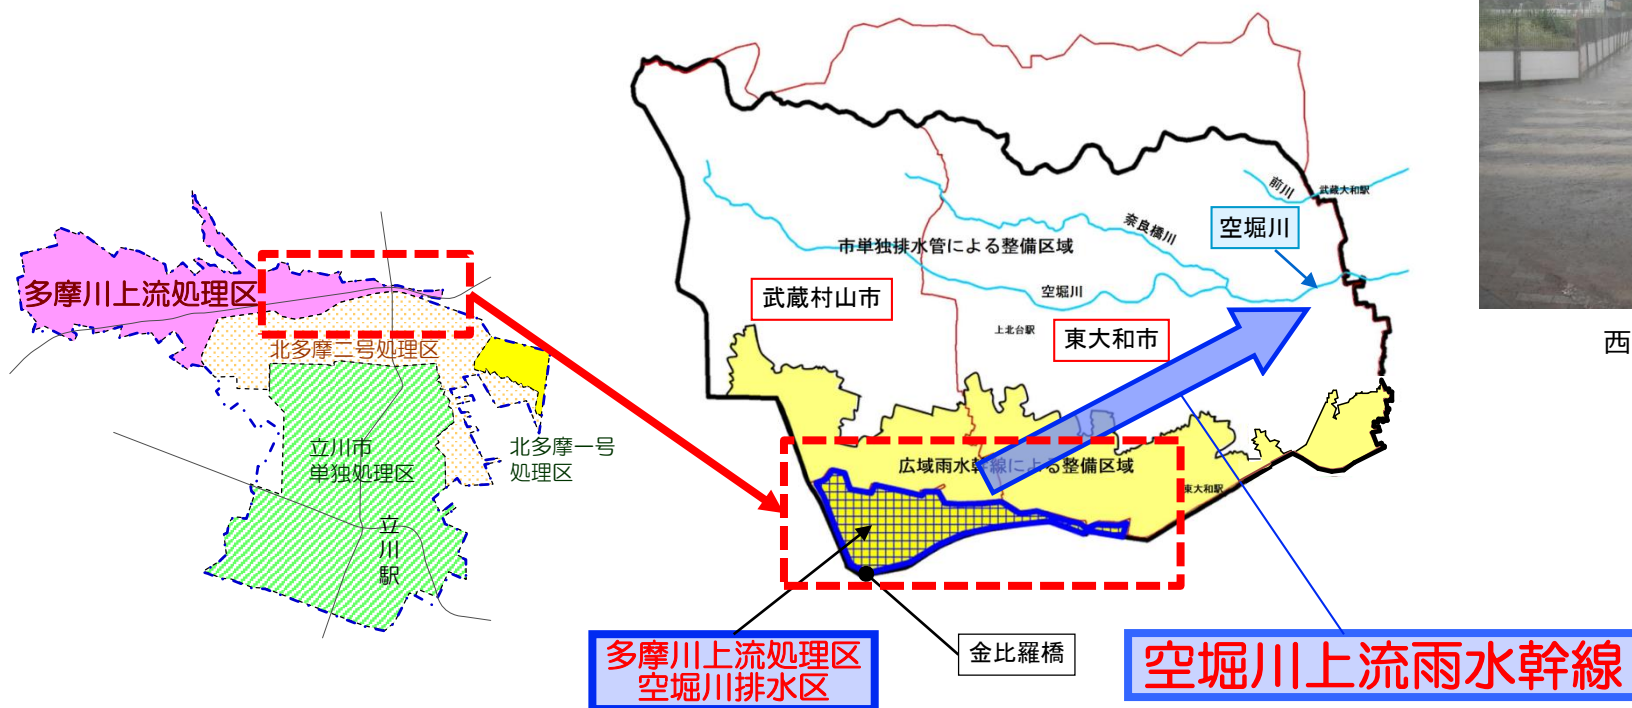 多摩川上流処理区
北多摩二号処理区
立川市
単独処理区
北多摩一号
処理区
立川駅
前川
武蔵大和駅
奈良橋川
空堀川
市単独排水管による整備区域
武蔵村山市
空堀川
上北台駅
東大和市
広域雨水幹線による整備区域
東大和駅
多摩川上流処理区
空堀川排水区
金比羅橋
空堀川上流雨水幹線
西